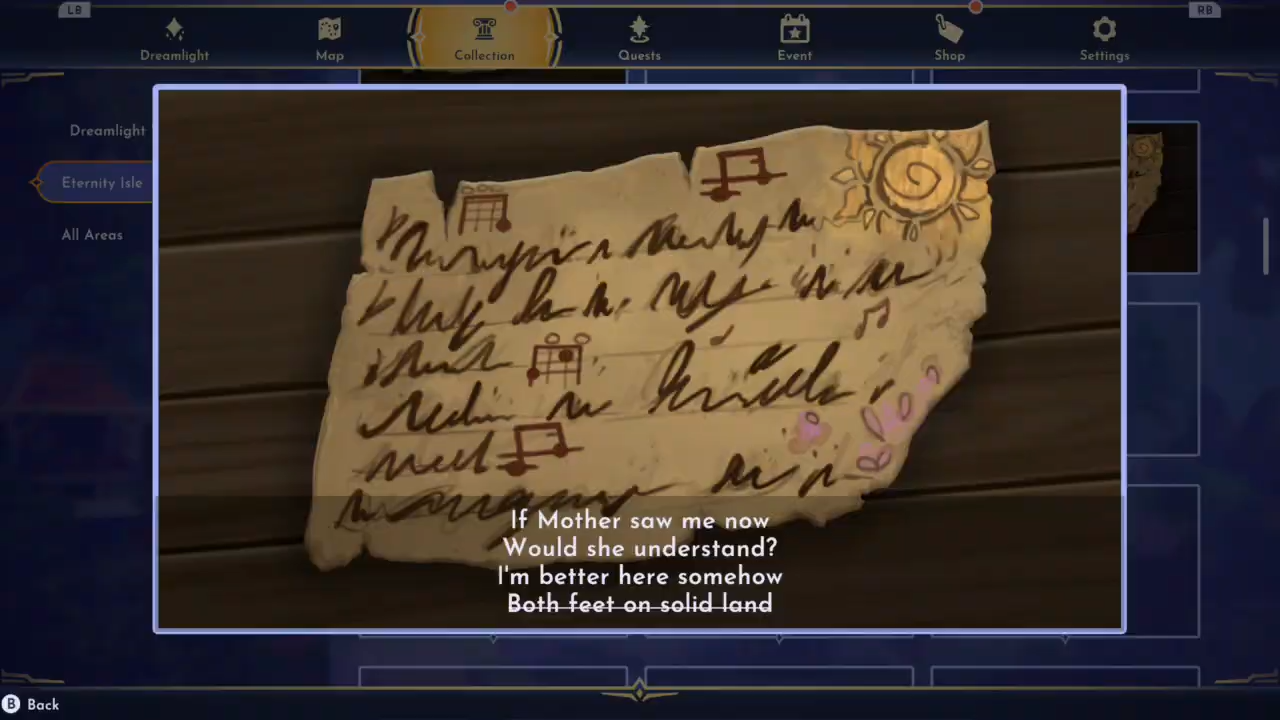 LB
RB
Dreamlight
Map
Collection
Quests
Event
Shop
Settings
Dreamlight
Eternity Isle
All Areas
If Mother saw me now
Would she understand?
I'm better here somehow
Both feet on solid land
B Back